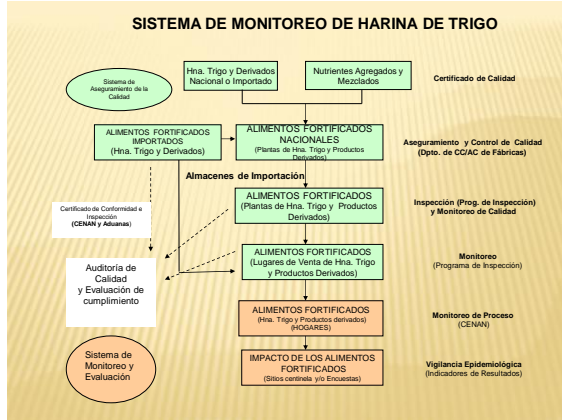 SISTEMA DE MONITOREO DE HARINA DE TRIGO
Sistema de
Aseguramiento de la
Calidad
Hna. Trigo y Derivados
Nacional o Importado
Nutrientes Agregados y
Mezclados
Certificado de Calidad
ALIMENTOS FORTIFICADOS
IMPORTADOS
(Hna. Trigo y Derivados)
ALIMENTOS FORTIFICADOS
NACIONALES
(Plantas de Hna. Trigo y Productos
Derivados)
Aseguramiento y Control de Calidad
(Dpto. de CC/AC de Fábricas)
Almacenes de Importación
ALIMENTOS FORTIFICADOS
(Plantas de Hna. Trigo y Productos
Derivados)
Inspección (Prog. de Inspección)
y Monitoreo de Calidad
Certificado de Conformidad e
Inspección
(CENAN y Aduanas)
ALIMENTOS FORTIFICADOS
(Lugares de Venta de Hna. Trigo
y Productos Derivados)
Monitoreo
(Programa de Inspección)
Auditoría de
Calidad
y Evaluación de
cumplimiento
ALIMENTOS FORTIFICADOS
(Hna. Trigo y Productos derivados)
(HOGARES)
Monitoreo de Proceso
(CENAN)
Sistema de
Monitoreo y
Evaluación
IMPACTO DE LOS ALIMENTOS
FORTIFICADOS
(Sitios centinela y/o Encuestas)
Vigilancia Epidemiológica
(Indicadores de Resultados)